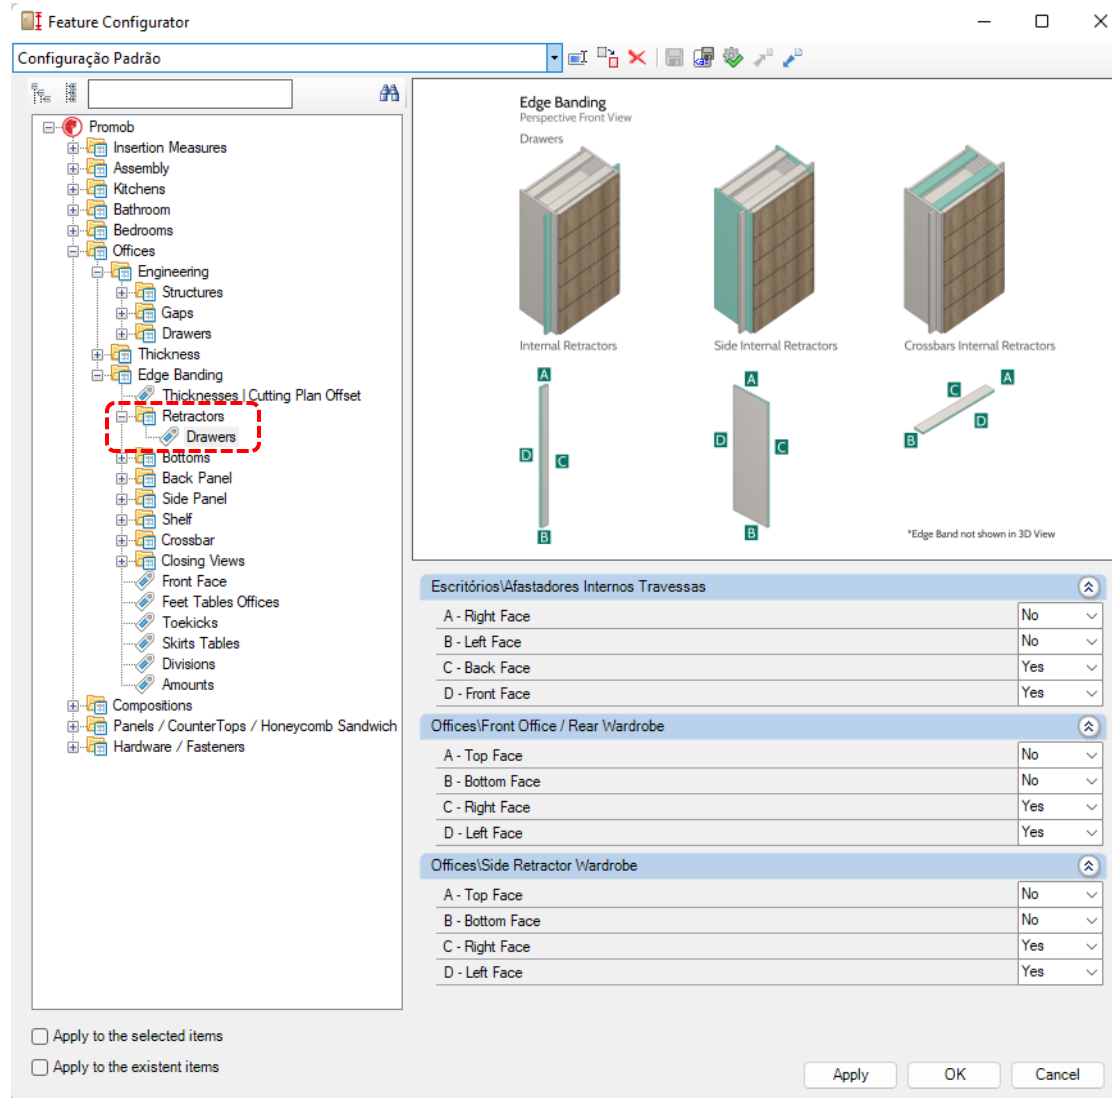 Feature Configurator
Configuração Padrão
Promob
Insertion Measures
Assembly
Kitchens
Bathroom
Bedrooms
Offices
Engineering
Structures
Gaps
Drawers
Thickness
Edge Banding
Thicknesses | Cutting Plan Offset
Retractors
Drawers
Bottoms
Back Panel
Side Panel
Shelf
Crossbar
Closing Views
Front Face
Feet Tables Offices
Toekicks
Skirts Tables
Divisions
Amounts
Compositions
Panels / CounterTops / Honeycomb Sandwich
Hardware / Fasteners
Edge Banding
Perspective Front View
Drawers
Internal Retractors
Side Internal Retractors
Crossbars Internal Retractors
A
D
C
B
A
D
C
B
A
C
D
B
*Edge Band not shown in 3D View
Escritórios\Afastadores Internos Travessas
A - Right Face No
B - Left Face No
C - Back Face Yes
D - Front Face Yes
Offices\Front Office / Rear Wardrobe
A - Top Face No
B - Bottom Face No
C - Right Face Yes
D - Left Face Yes
Offices\Side Retractor Wardrobe
A - Top Face No
B - Bottom Face No
C - Right Face Yes
D - Left Face Yes
Apply to the selected items
Apply to the existent items
Apply OK Cancel